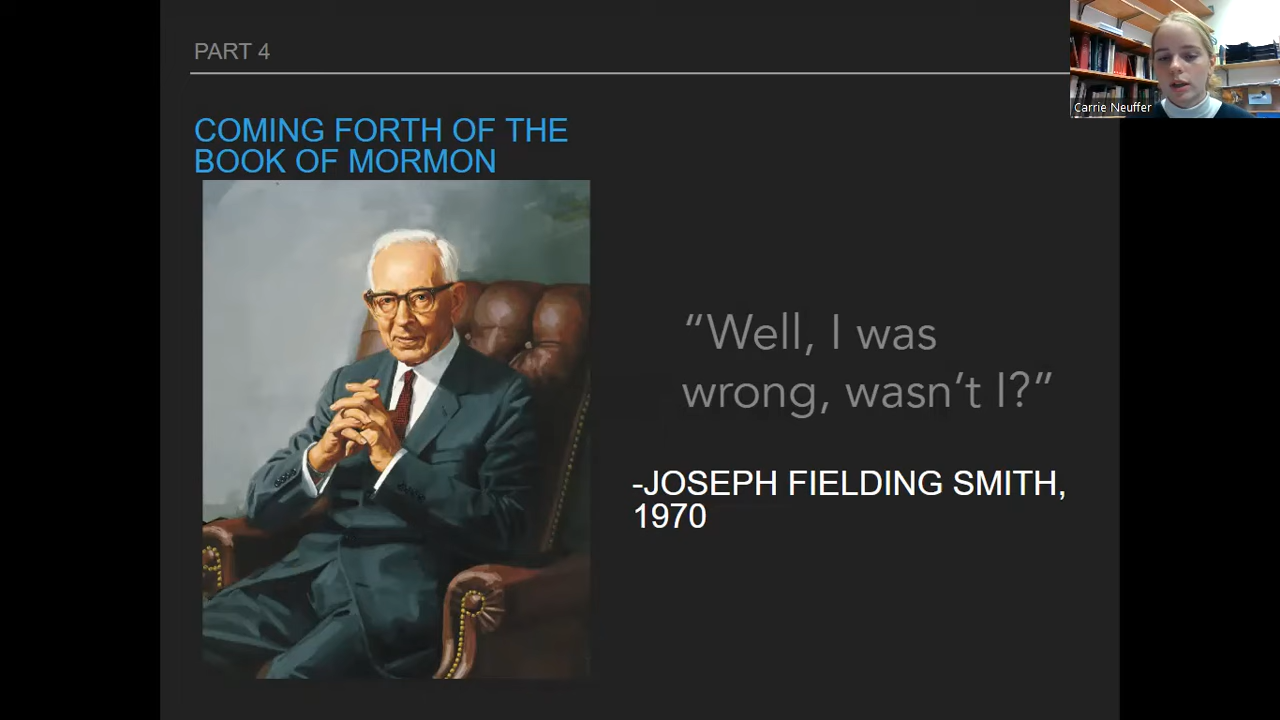 PART 4
COMING FORTH OF THE
BOOK OF MORMON
“Well, I was
wrong, wasn’t I?”
-JOSEPH FIELDING SMITH,
1970
Carrie Neuffer